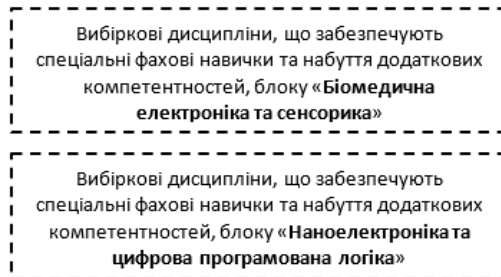 Вибіркові дисципліни, що забезпечують
спеціальні фахові навички та набуття додаткових
компетентностей, блоку «Біомедична
електроніка та сенсорика»
Вибіркові дисципліни, що забезпечують
спеціальні фахові навички та набуття додаткових
компетентностей, блоку «Наноелектроніка та
цифрова програмована логіка»